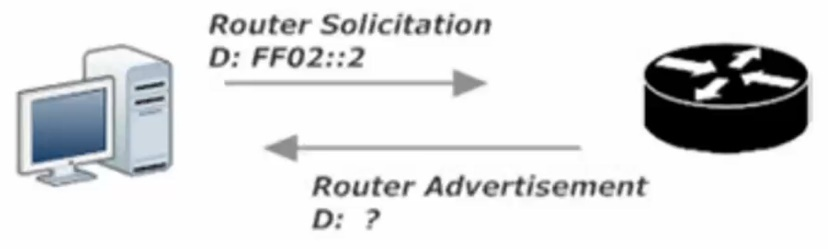 Router Solicitation
D: FF02::2
Router Advertisement
D: ?